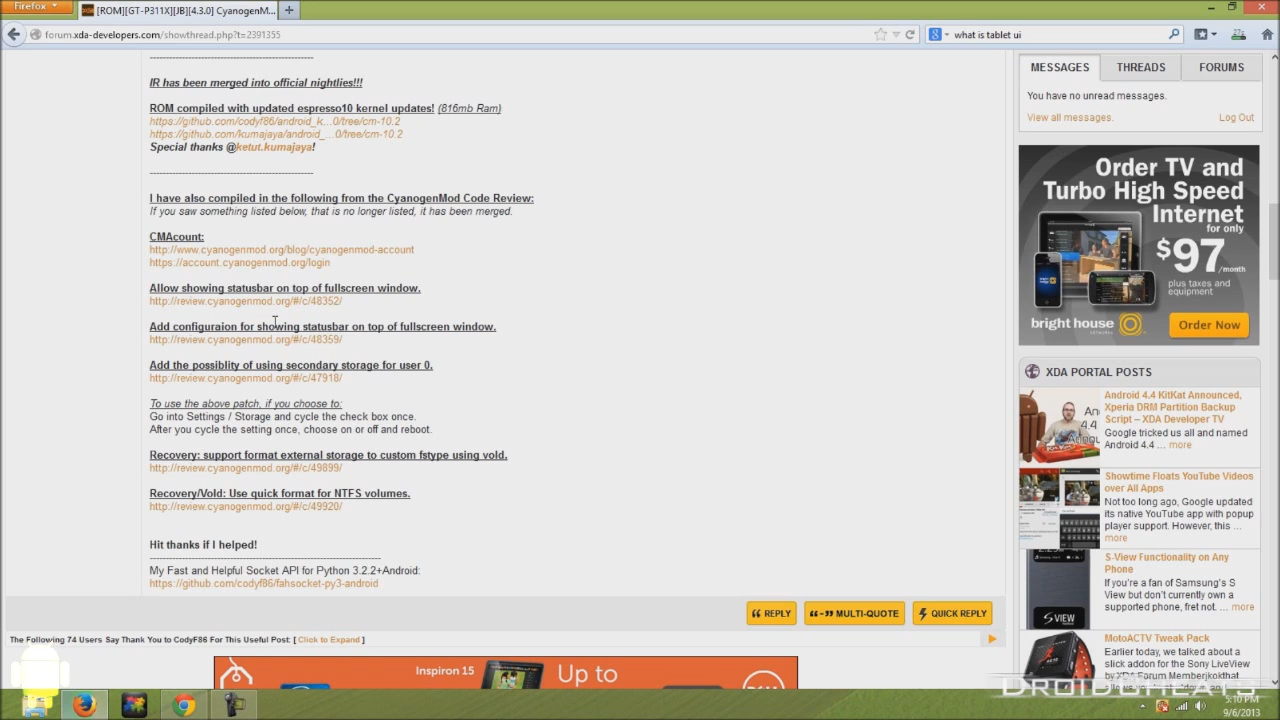 Firefox
[ROM][GT-P311X][JB][4.3.0] CyanogenM...
forum.xda-developers.com/showthread.php?t=2391355
what is tablet ui
IR has been merged into official nightlies!!!
ROM compiled with updated espresso10 kernel updates! (816mb Ram)
https://github.com/codyf86/android_k...0/tree/cm-10.2
https://github.com/kumajaya/android_...0/tree/cm-10.2
Special thanks @ketut.kumajaya!
I have also compiled in the following from the CyanogenMod Code Review:
If you saw something listed below, that is no longer listed, it has been merged.
CMAcount:
http://www.cyanogenmod.org/blog/cyanogenmod-account
https://account.cyanogenmod.org/login
Allow showing statusbar on top of fullscreen window.
http://review.cyanogenmod.org/#/c/48352/
Add configuraion for showing statusbar on top of fullscreen window.
http://review.cyanogenmod.org/#/c/48359/
Add the possiblity of using secondary storage for user 0.
http://review.cyanogenmod.org/#/c/47918/
To use the above patch, if you choose to:
Go into Settings / Storage and cycle the check box once.
After you cycle the setting once, choose on or off and reboot.
Recovery: support format external storage to custom fstype using vold.
http://review.cyanogenmod.org/#/c/49899/
Recovery/Vold: Use quick format for NTFS volumes.
http://review.cyanogenmod.org/#/c/49920/
Hit thanks if I helped!
My Fast and Helpful Socket API for Python 3.2.2+Android:
https://github.com/codyf86/fahsocket-py3-android
REPLY
MULTI-QUOTE
QUICK REPLY
The Following 74 Users Say Thank You to CodyF86 For This Useful Post: [ Click to Expand ]
Inspiron 15
Up to
MESSAGES
THREADS
FORUMS
You have no unread messages.
View all messages.
Log Out
Order TV and
Turbo High Speed
Internet
for only
$97
/month
plus taxes and
equipment
bright house
NETWORKS
Order Now
XDA PORTAL POSTS
Android 4.4 KitKat Announced,
Xperia DRM Partition Backup
Script – XDA Developer TV
Google tricked us all and named
Android 4.4 ... more
Showtime Floats YouTube Videos
over All Apps
Not too long ago, Google updated
its native YouTube app with popup
player support. However, this ...
more
S-View Functionality on Any
Phone
If you're a fan of Samsung's S
View but don't currently own a
supported phone, fret not. ... more
S VIEW
MotoACTV Tweak Pack
Earlier today, we talked about a
slick addon for the Sony LiveView
by XDA Forum Memberjkokthat
DROIDBEATS
5:10 PM
9/6/2013